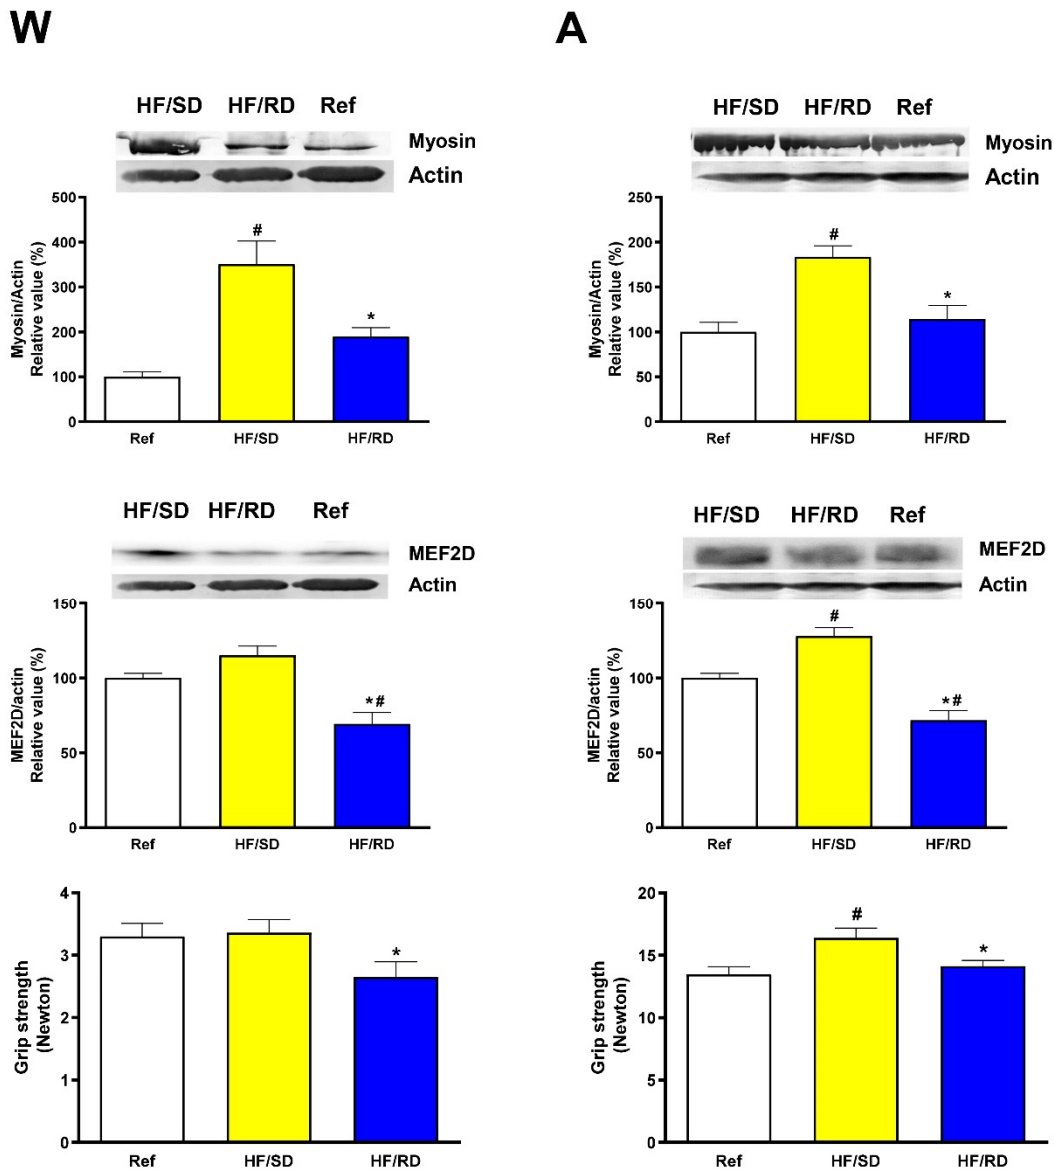 W
HF/SD HF/RD Ref
Myosin
Actin
500
400
300
200
100
0
Myosin/Actin
Relative value (%)
#
*
Ref HF/SD HF/RD
HF/SD HF/RD Ref
MEF2D
Actin
150
100
50
0
MEF2D/actin
Relative value (%)
*#
Ref HF/SD HF/RD
4
3
2
1
0
Grip strength
(Newton)
*
Ref HF/SD HF/RD
A
HF/SD HF/RD Ref
Myosin
Actin
250
200
150
100
50
0
Myosin/Actin
Relative value (%)
#
*
Ref HF/SD HF/RD
HF/SD HF/RD Ref
MEF2D
Actin
150
100
50
0
MEF2D/actin
Relative value (%)
#
*#
Ref HF/SD HF/RD
20
15
10
5
0
Grip strength
(Newton)
#
*
Ref HF/SD HF/RD